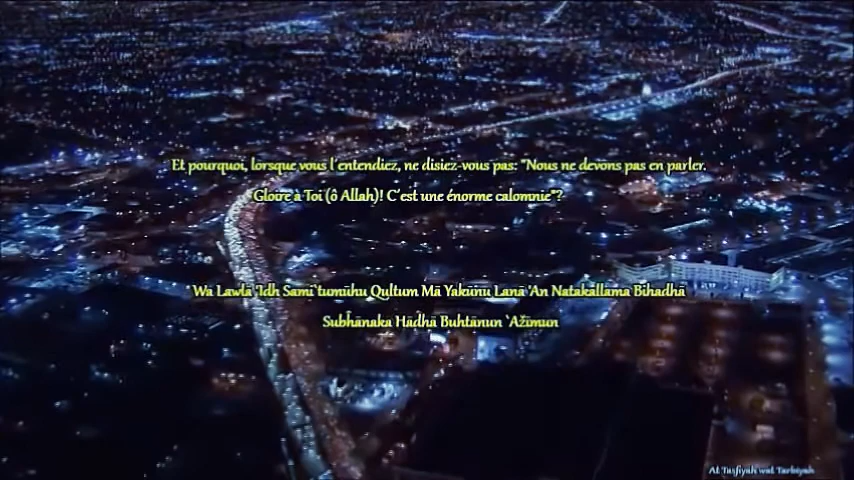 Et pourquoi, lorsque vous l'entendiez, ne disiez-vous pas: "Nous ne devons pas en parler.
Gloire à Toi (ô Allah)! C'est une énorme calomnie"?
Wa Lawlā 'Idh Sami`tumūhu Qultum Mā Yakūnu Lanā 'An Natakallama Bihadhā
Subĥānaka Hādhā Buhtānun `Ažīmun
At Tasfiyah wat Tarbiyah